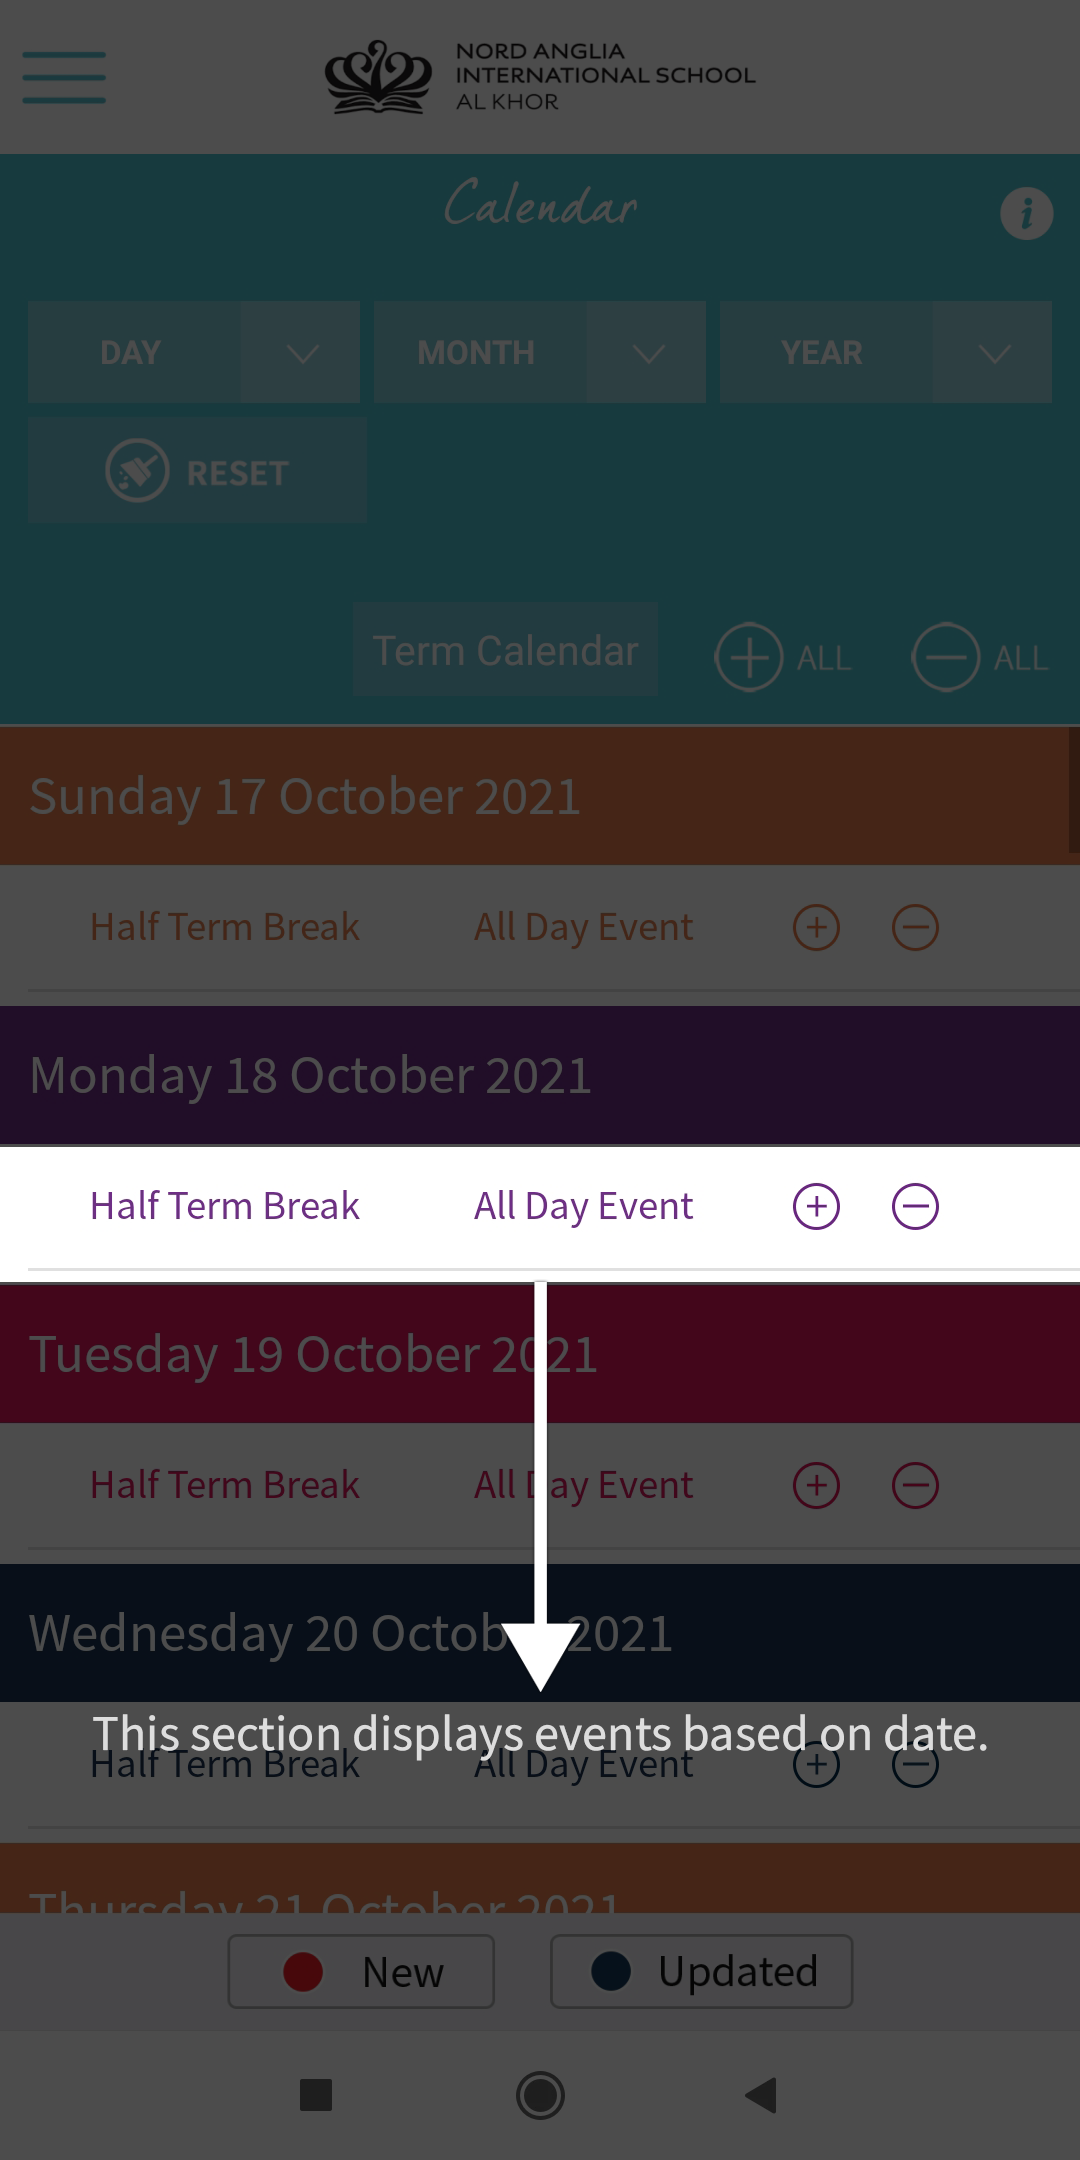 NORD ANGLIA
INTERNATIONAL SCHOOL
AL KHOR
Calendar
i
DAY
MONTH
YEAR
RESET
Term Calendar
ALL
ALL
Sunday 17 October 2021
Half Term Break All Day Event
Monday 18 October 2021
Half Term Break All Day Event
Tuesday 19 October 2021
Half Term Break All Day Event
Wednesday 20 October 2021
This section displays events based on date.
Half Term Break All Day Event
Thursday 21 October 2021
New
Updated